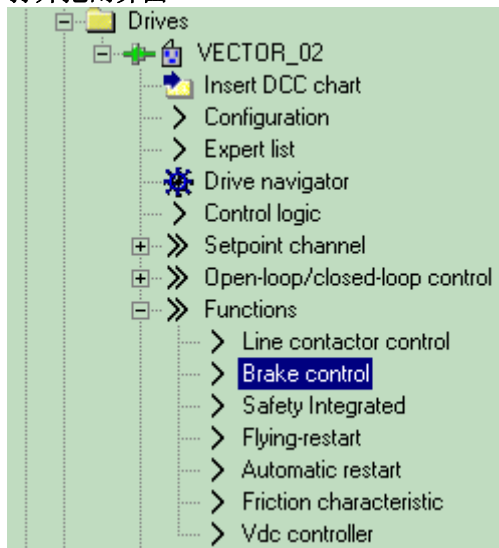 Drives
VECTOR_02
Insert DCC chart
Configuration
Expert list
Drive navigator
Control logic
Setpoint channel
Open-loop/closed-loop control
Functions
Line contactor control
Brake control
Safety Integrated
Flying-restart
Automatic restart
Friction characteristic
Vdc controller